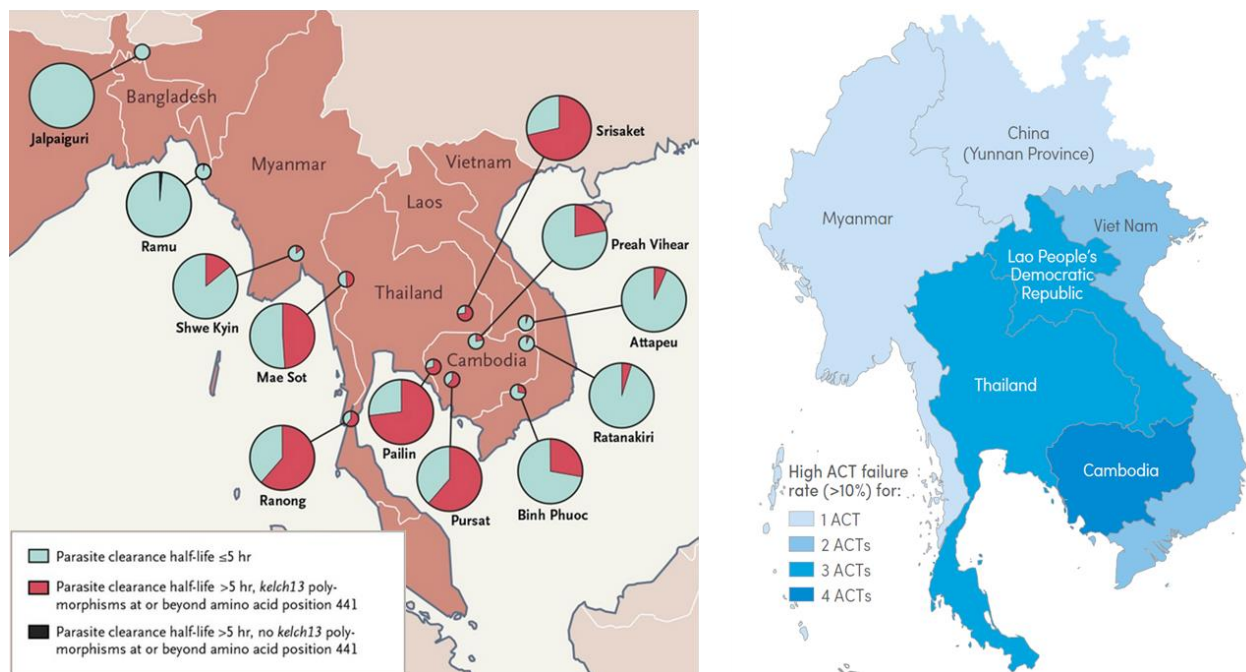 Jalpaiguri
Bangladesh
Ramu
Myanmar
Shwe Kyin
Mae Sot
Ranong
Thailand
Laos
Vietnam
Srisaket
Preah Vihear
Attapeu
Cambodia
Ratanakiri
Pailin
Pursat
Binh Phuoc
Parasite clearance half-life ≤5 hr
Parasite clearance half-life >5 hr, kelch13 poly-
morphisms at or beyond amino acid position 441
Parasite clearance half-life >5 hr, no kelch13 poly-
morphisms at or beyond amino acid position 441
China
(Yunnan Province)
Myanmar
Viet Nam
Lao People's
Democratic
Republic
Thailand
Cambodia
High ACT failure
rate (>10%) for:
1 ACT
2 ACTs
3 ACTs
4 ACTs